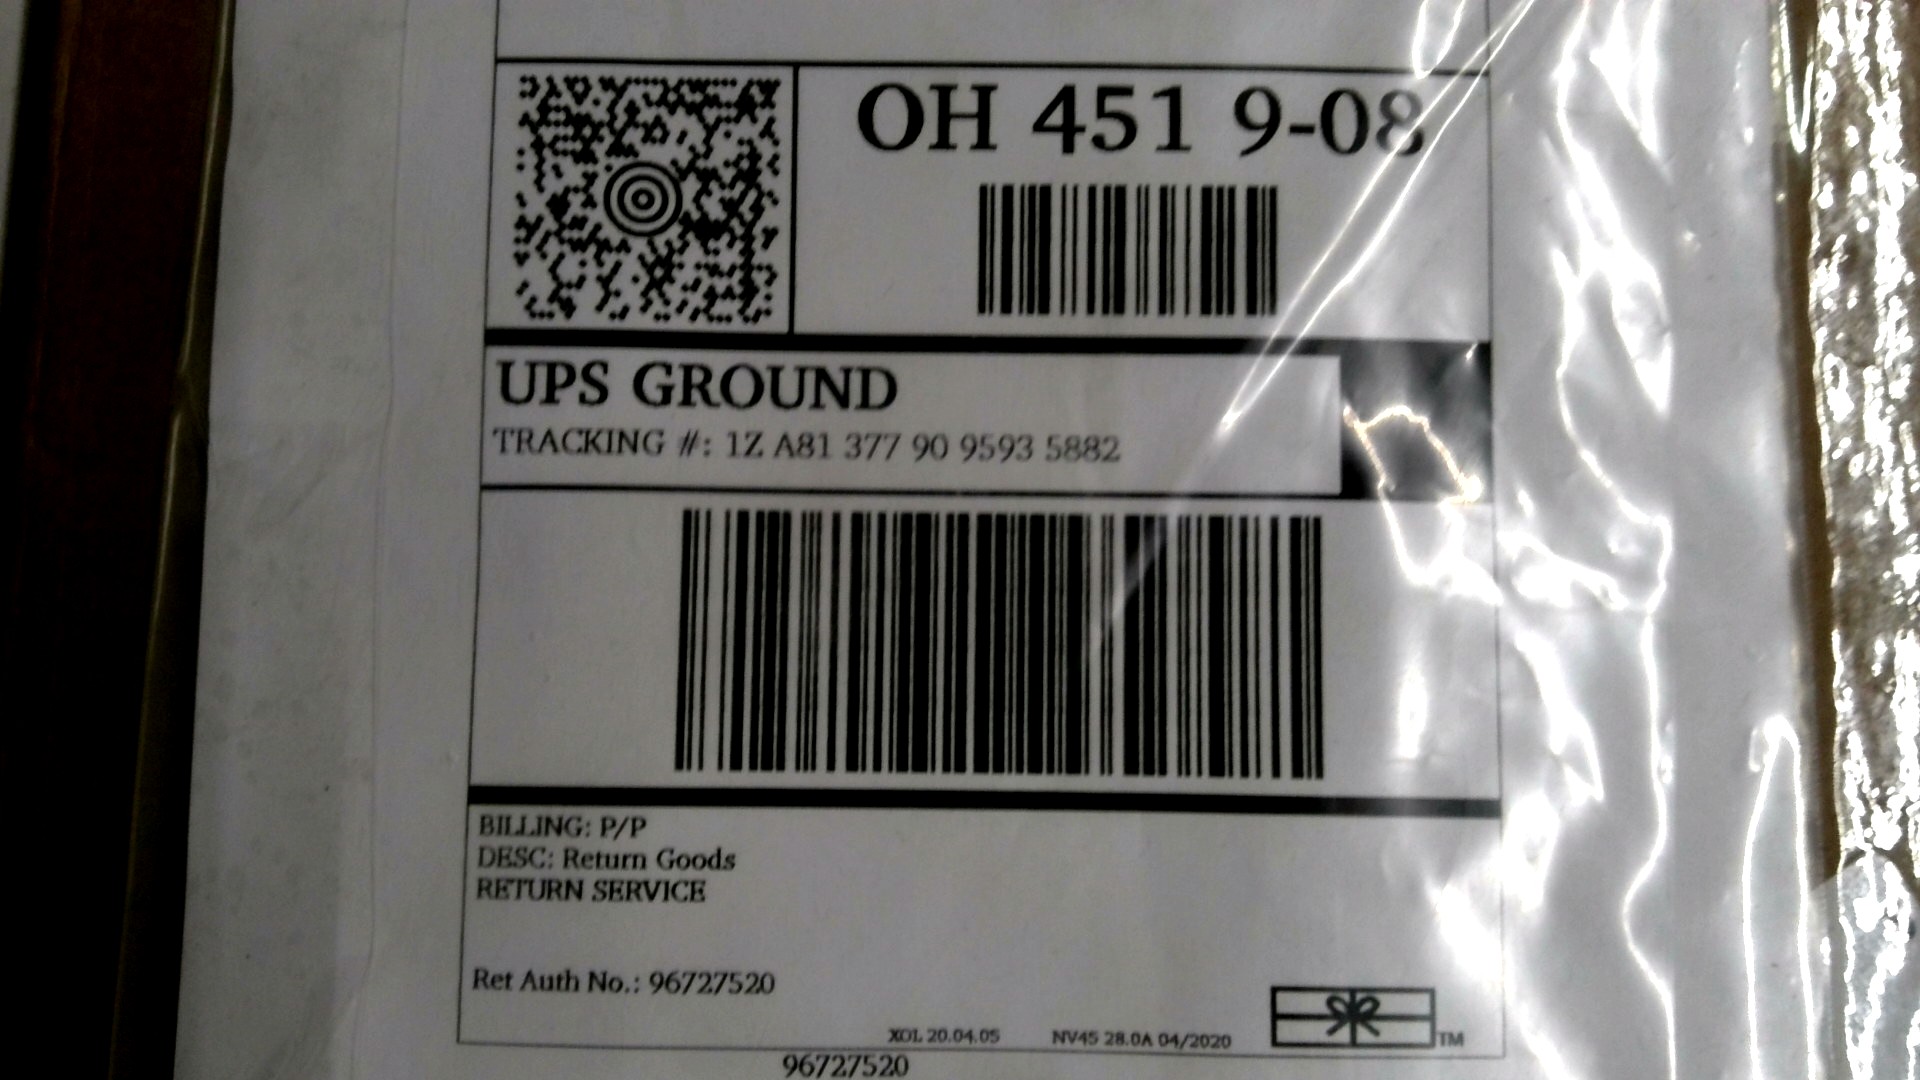 OH 451 9-08
UPS GROUND
TRACKING #: 1Z A81 377 90 9593 5882
BILLING: P/P
DESC: Return Goods
RETURN SERVICE
Ret Auth No.: 96727520
XOL 20.04.05 NV45 28.0A 04/2020
TM
96727520